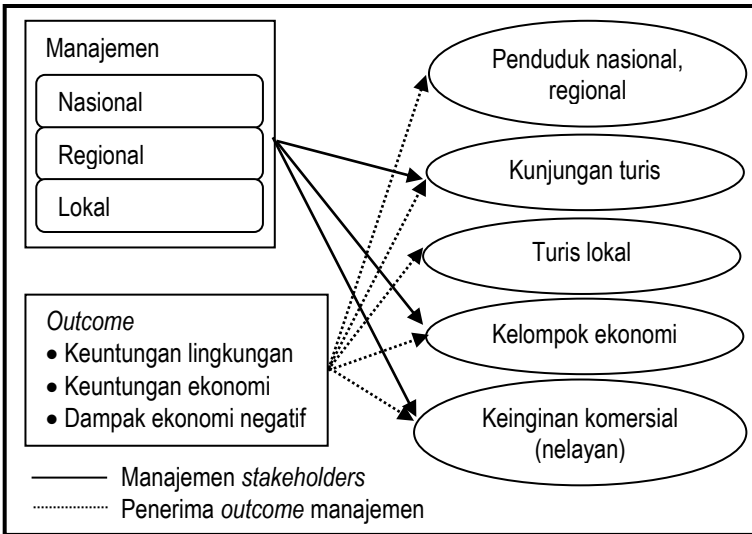 Manajemen
Nasional
Regional
Lokal
Outcome
• Keuntungan lingkungan
• Keuntungan ekonomi
• Dampak ekonomi negatif
Penduduk nasional,
regional
Kunjungan turis
Turis lokal
Kelompok ekonomi
Keinginan komersial
(nelayan)
Manajemen stakeholders
Penerima outcome manajemen